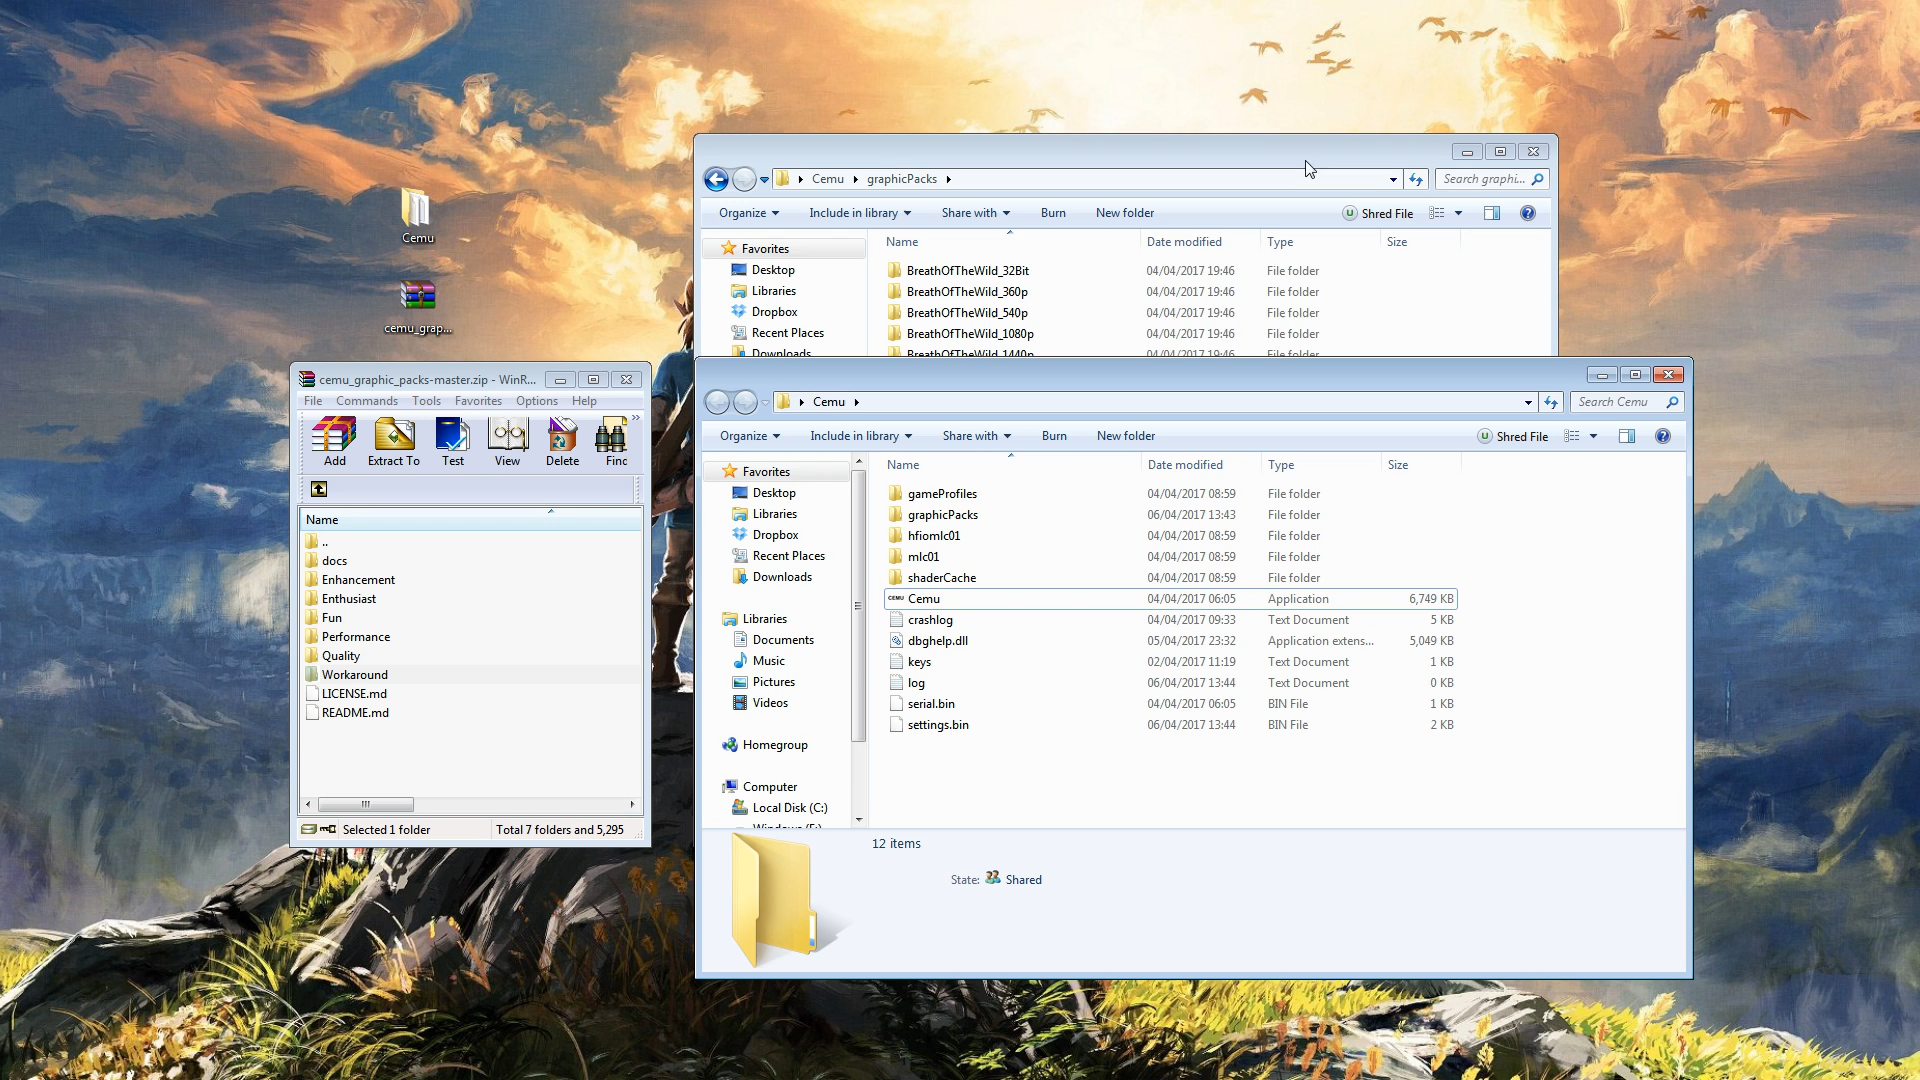 Cemu
cemu_grap...
cemu_graphic_packs-master.zip - WinR...
File Commands Tools Favorites Options Help
Add Extract To Test View Delete Find
Name
..
docs
Enhancement
Enthusiast
Fun
Performance
Quality
Workaround
LICENSE.md
README.md
Selected 1 folder Total 7 folders and 5,295
Cemu graphicPacks Search graphi...
Organize Include in library Share with Burn New folder Shred File
Favorites
Desktop
Libraries
Dropbox
Recent Places
Downloads
Name Date modified Type Size
BreathOfTheWild_32Bit 04/04/2017 19:46 File folder
BreathOfTheWild_360p 04/04/2017 19:46 File folder
BreathOfTheWild_540p 04/04/2017 19:46 File folder
BreathOfTheWild_1080p 04/04/2017 19:46 File folder
BreathOfTheWild_1440p 04/04/2017 19:46 File folder
Cemu Search Cemu
Organize Include in library Share with Burn New folder Shred File
Favorites
Desktop
Libraries
Dropbox
Recent Places
Downloads
Libraries
Documents
Music
Pictures
Videos
Homegroup
Computer
Local Disk (C:)
Windows (F:)
Name Date modified Type Size
gameProfiles 04/04/2017 08:59 File folder
graphicPacks 06/04/2017 13:43 File folder
hfiomlc01 04/04/2017 08:59 File folder
mlc01 04/04/2017 08:59 File folder
shaderCache 04/04/2017 08:59 File folder
CEMU Cemu 04/04/2017 06:05 Application 6,749 KB
crashlog 04/04/2017 09:33 Text Document 5 KB
dbghelp.dll 05/04/2017 23:32 Application extens... 5,049 KB
keys 02/04/2017 11:19 Text Document 1 KB
log 06/04/2017 13:44 Text Document 0 KB
serial.bin 04/04/2017 06:05 BIN File 1 KB
settings.bin 06/04/2017 13:44 BIN File 2 KB
12 items
State: Shared